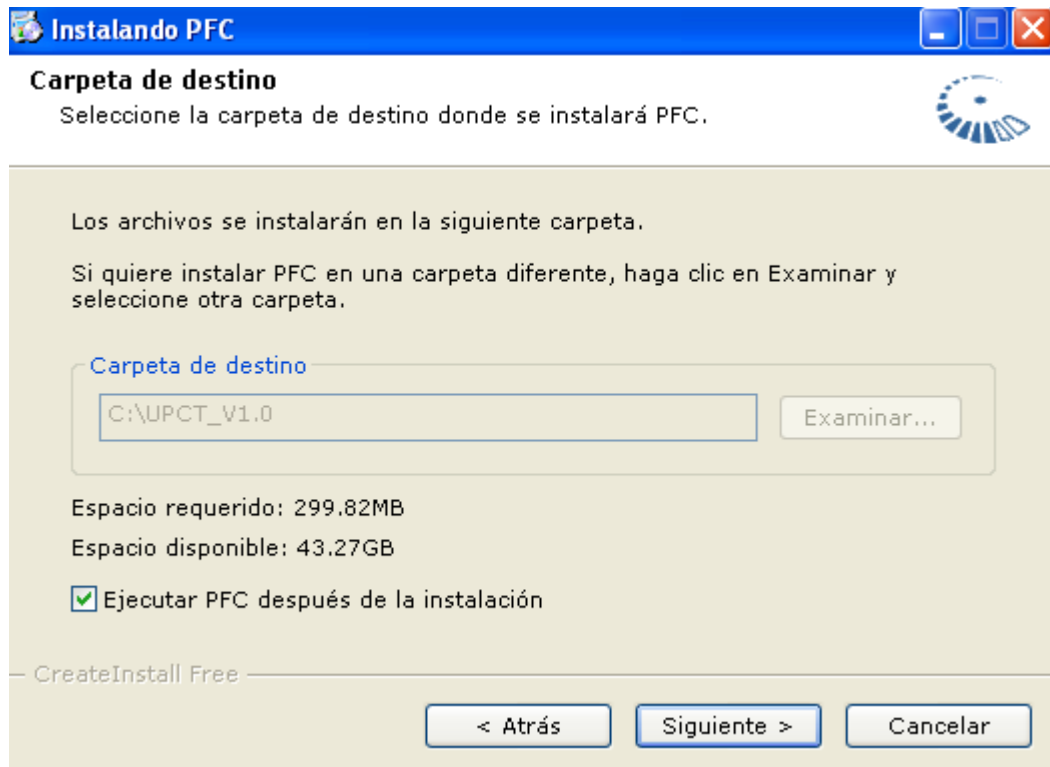 Instalando PFC
Carpeta de destino
Seleccione la carpeta de destino donde se instalará PFC.
Los archivos se instalarán en la siguiente carpeta.
Si quiere instalar PFC en una carpeta diferente, haga clic en Examinar y
seleccione otra carpeta.
Carpeta de destino
C:\UPCT_V1.0
Examinar...
Espacio requerido: 299.82MB
Espacio disponible: 43.27GB
Ejecutar PFC después de la instalación
CreateInstall Free
< Atrás
Siguiente >
Cancelar